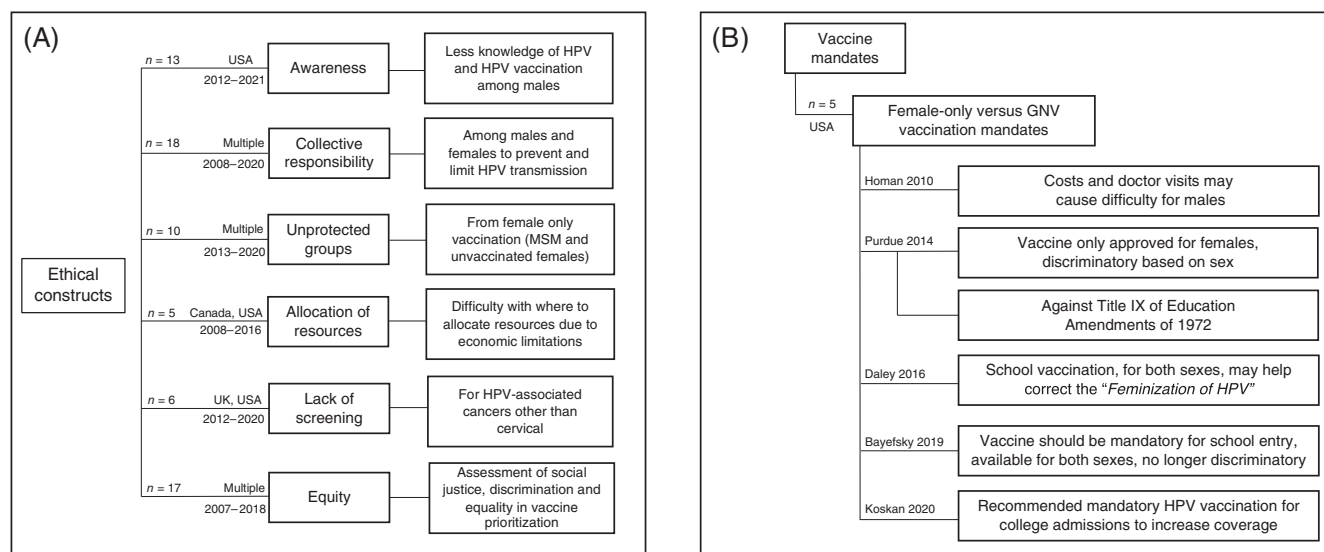 (A)
Ethical
constructs
n = 13
USA
2012–2021
Awareness
Less knowledge of HPV
and HPV vaccination
among males
n = 18
Multiple
2008–2020
Collective
responsibility
Among males and
females to prevent and
limit HPV transmission
n = 10
Multiple
2013–2020
Unprotected
groups
From female only
vaccination (MSM and
unvaccinated females)
n = 5
Canada, USA
2008–2016
Allocation of
resources
Difficulty with where to
allocate resources due to
economic limitations
n = 6
UK, USA
2012–2020
Lack of
screening
For HPV-associated
cancers other than
cervical
n = 17
Multiple
2007–2018
Equity
Assessment of social
justice, discrimination and
equality in vaccine
prioritization
(B)
Vaccine
mandates
n = 5
USA
Female-only versus GNV
vaccination mandates
Homan 2010
Costs and doctor visits may
cause difficulty for males
Purdue 2014
Vaccine only approved for females,
discriminatory based on sex
Against Title IX of Education
Amendments of 1972
Daley 2016
School vaccination, for both sexes, may help
correct the “Feminization of HPV”
Bayefsky 2019
Vaccine should be mandatory for school entry,
available for both sexes, no longer discriminatory
Koskan 2020
Recommended mandatory HPV vaccination for
college admissions to increase coverage